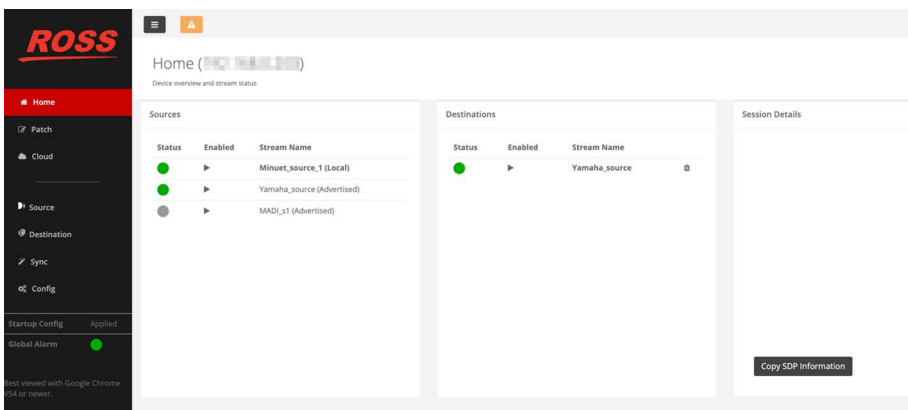 ROSS
Home (
)
Device overview and stream status
Home
Patch
Cloud
Source
Destination
Sync
Config
Startup Config Applied
Global Alarm
Best viewed with Google Chrome
V54 or newer.
Sources
Status Enabled Stream Name
Minuet_source_1 (Local)
Yamaha_source (Advertised)
MADI_s1 (Advertised)
Destinations
Status Enabled Stream Name
Yamaha_source
Session Details
Copy SDP Information